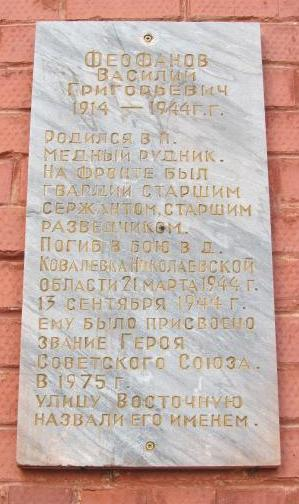 Феофанов
Василий
Григорьевич
1914 — 1944г.г.
Родился в п.
Медный рудник.
На фронте был
гвардии старшим
сержантом, старшим
разведчиком.
Погиб в бою в д.
Ковалевка Николаевской
области 21 марта 1944 г.
13 сентября 1944 г.
ему было присвоено
звание Героя
Советского Союза.
В 1975 г.
улицу Восточную
назвали его именем.